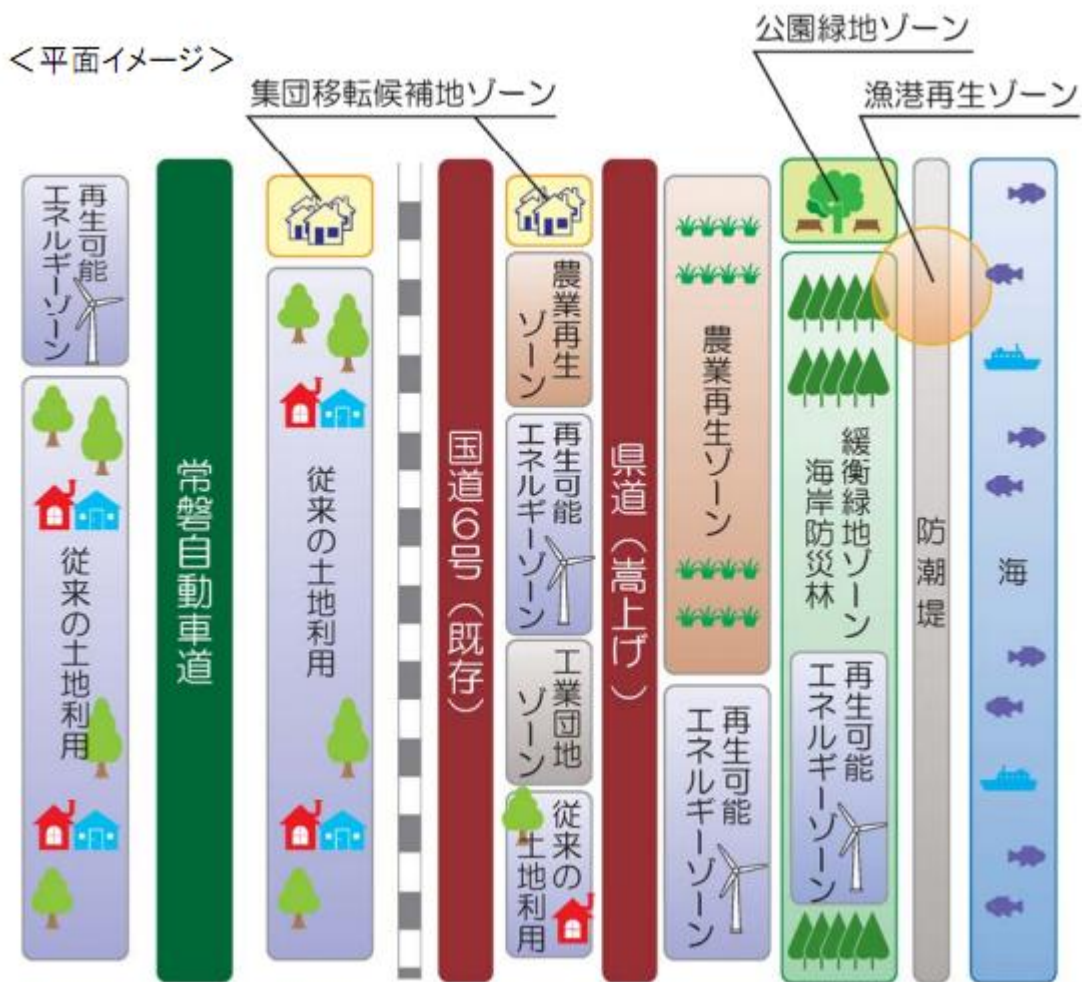 <平面イメージ>
公園緑地ゾーン
集団移転候補地ゾーン
漁港再生ゾーン
再生可能
エネルギーゾーン
従来の土地利用
常磐自動車道
従来の土地利用
国道6号(既存)
農業再生
ゾーン
再生可能
エネルギーゾーン
工業団地
ゾーン
従来の
土地利用
県道(嵩上げ)
農業再生ゾーン
再生可能
エネルギーゾーン
緩衝緑地ゾーン
海岸防災林
再生可能
エネルギーゾーン
防潮堤
海